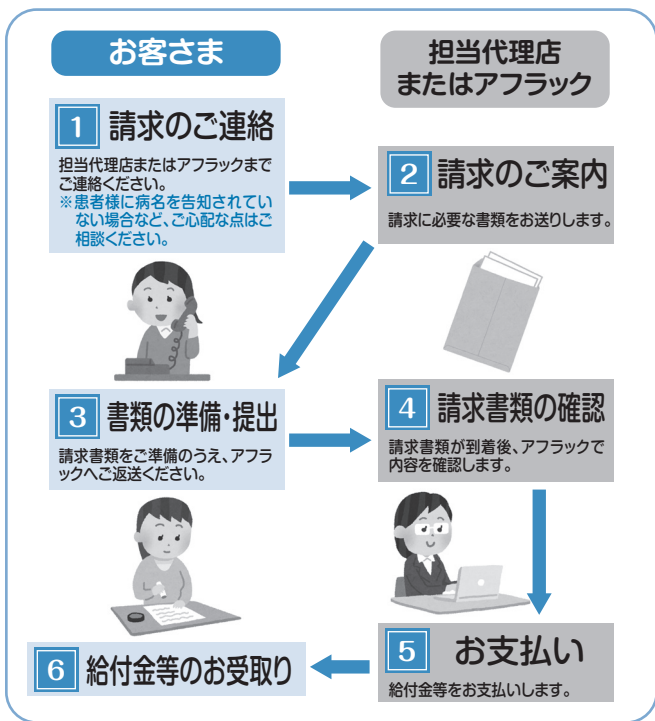 お客さま
担当代理店
またはアフラック
1 請求のご連絡
担当代理店またはアフラックまで
ご連絡ください。
※患者様に病名を告知されてい
ない場合など、ご心配な点はご
相談ください。
2 請求のご案内
請求に必要な書類をお送りします。
3 書類の準備・提出
請求書類をご準備のうえ、アフラ
ックへご返送ください。
4 請求書類の確認
請求書類が到着後、アフラックで
内容を確認します。
5 お支払い
給付金等をお支払いします。
6 給付金等のお受取り